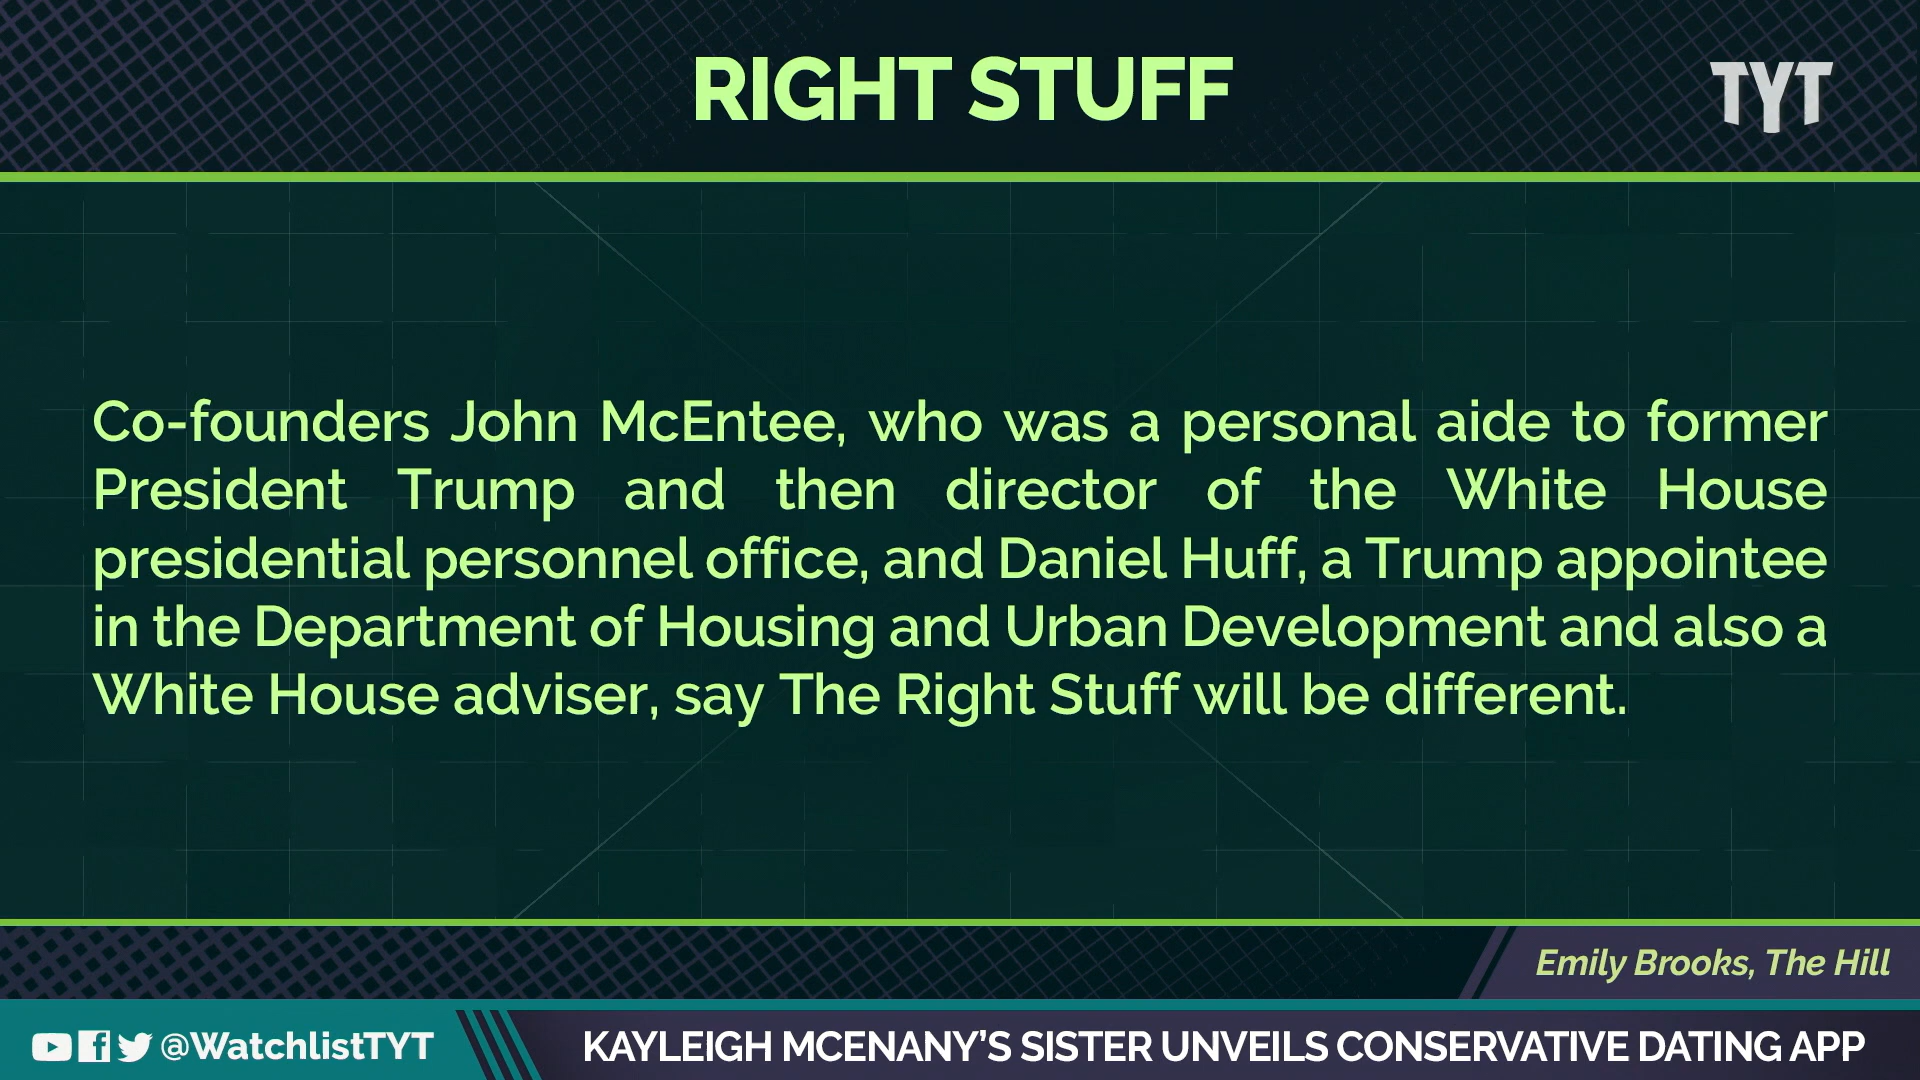 RIGHT STUFF
TYT
Co-founders John McEntee, who was a personal aide to former
President Trump and then director of the White House
presidential personnel office, and Daniel Huff, a Trump appointee
in the Department of Housing and Urban Development and also a
White House adviser, say The Right Stuff will be different.
Emily Brooks, The Hill
@WatchlistTYT
KAYLEIGH MCENANY'S SISTER UNVEILS CONSERVATIVE DATING APP